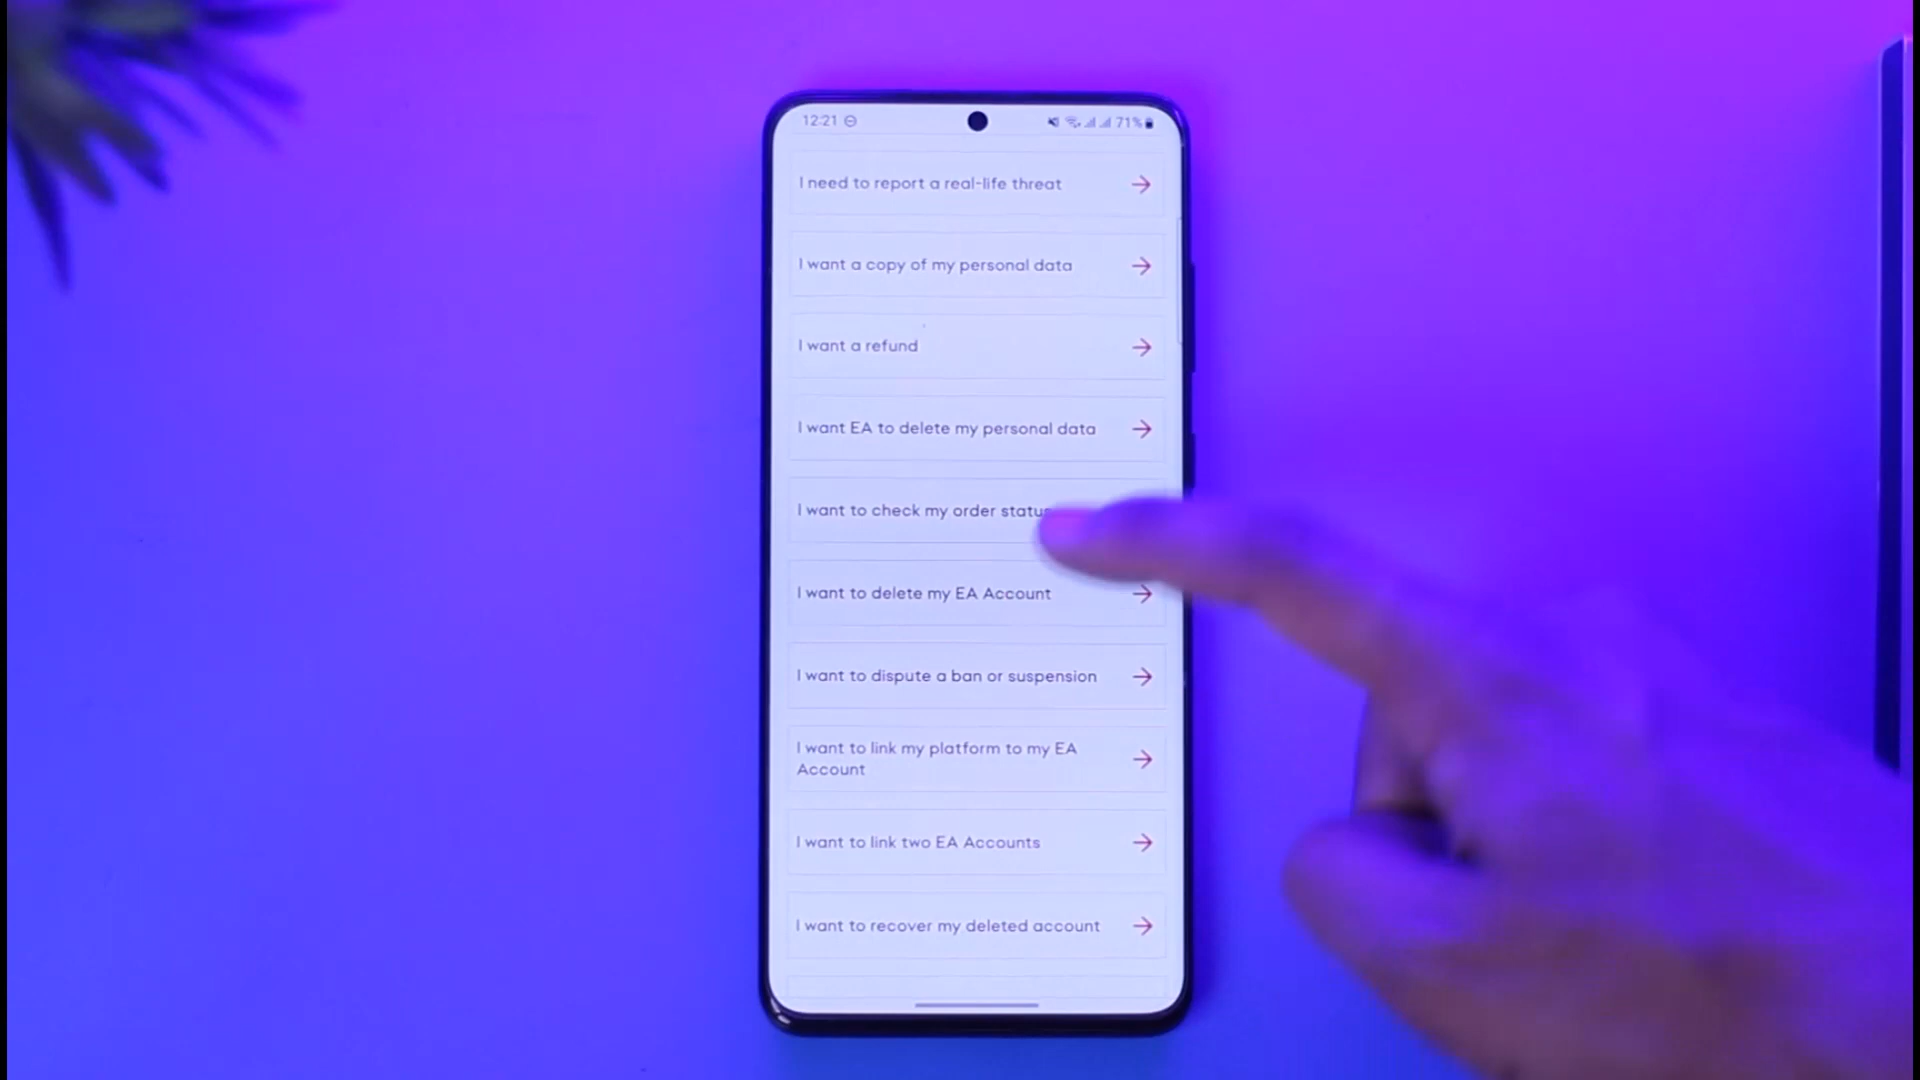 12:21
71%
I need to report a real-life threat
I want a copy of my personal data
I want a refund
I want EA to delete my personal data
I want to check my order status
I want to delete my EA Account
I want to dispute a ban or suspension
I want to link my platform to my EA
Account
I want to link two EA Accounts
I want to recover my deleted account